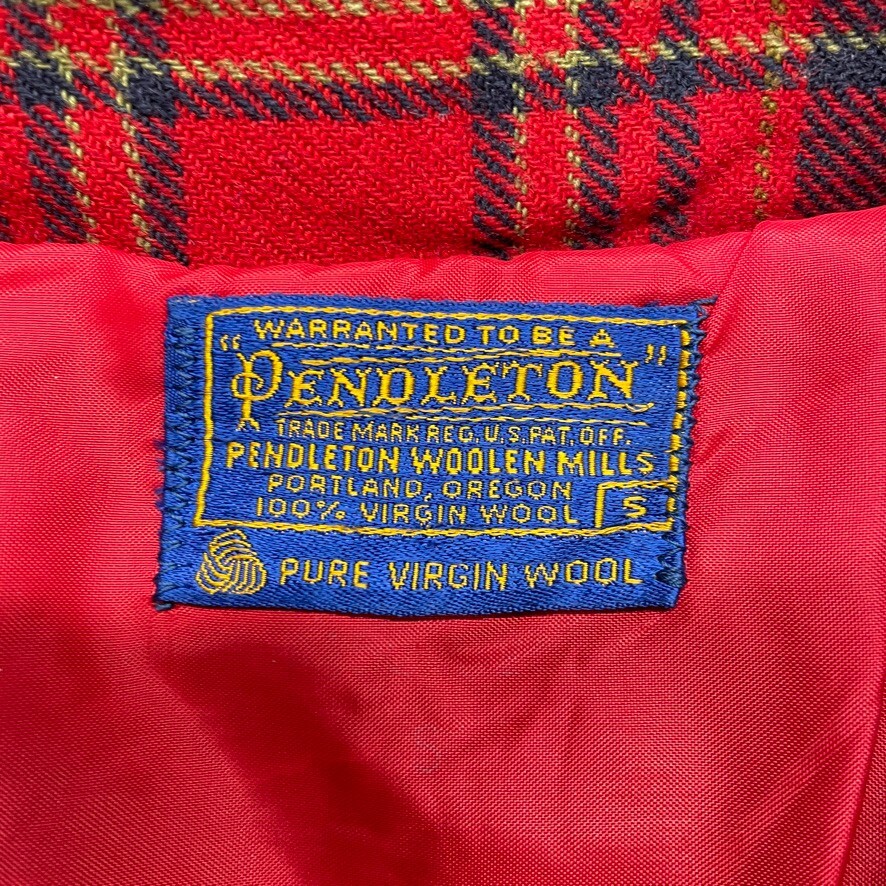 WARRANTED TO BE A
"PENDLETON"
TRADE MARK REG. U.S. PAT. OFF.
PENDLETON WOOLEN MILLS
PORTLAND, OREGON
100% VIRGIN WOOL S
PURE VIRGIN WOOL